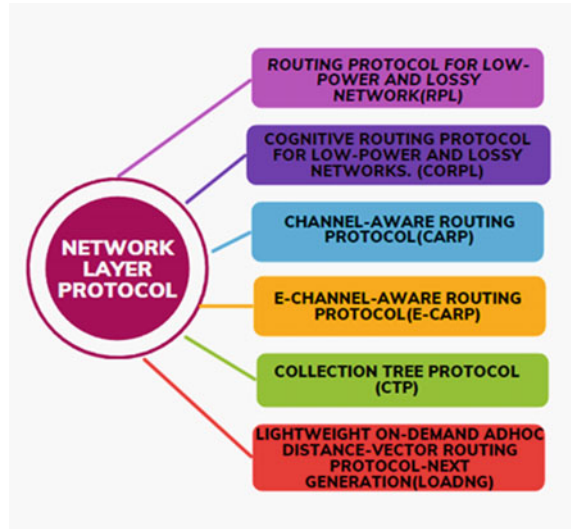 ROUTING PROTOCOL FOR LOW-
POWER AND LOSSY
NETWORK(RPL)
COGNITIVE ROUTING PROTOCOL
FOR LOW-POWER AND LOSSY
NETWORKS. (CORPL)
CHANNEL-AWARE ROUTING
PROTOCOL(CARP)
E-CHANNEL-AWARE ROUTING
PROTOCOL(E-CARP)
COLLECTION TREE PROTOCOL
(CTP)
LIGHTWEIGHT ON-DEMAND ADHOC
DISTANCE-VECTOR ROUTING
PROTOCOL-NEXT
GENERATION(LOADNG)
NETWORK
LAYER
PROTOCOL